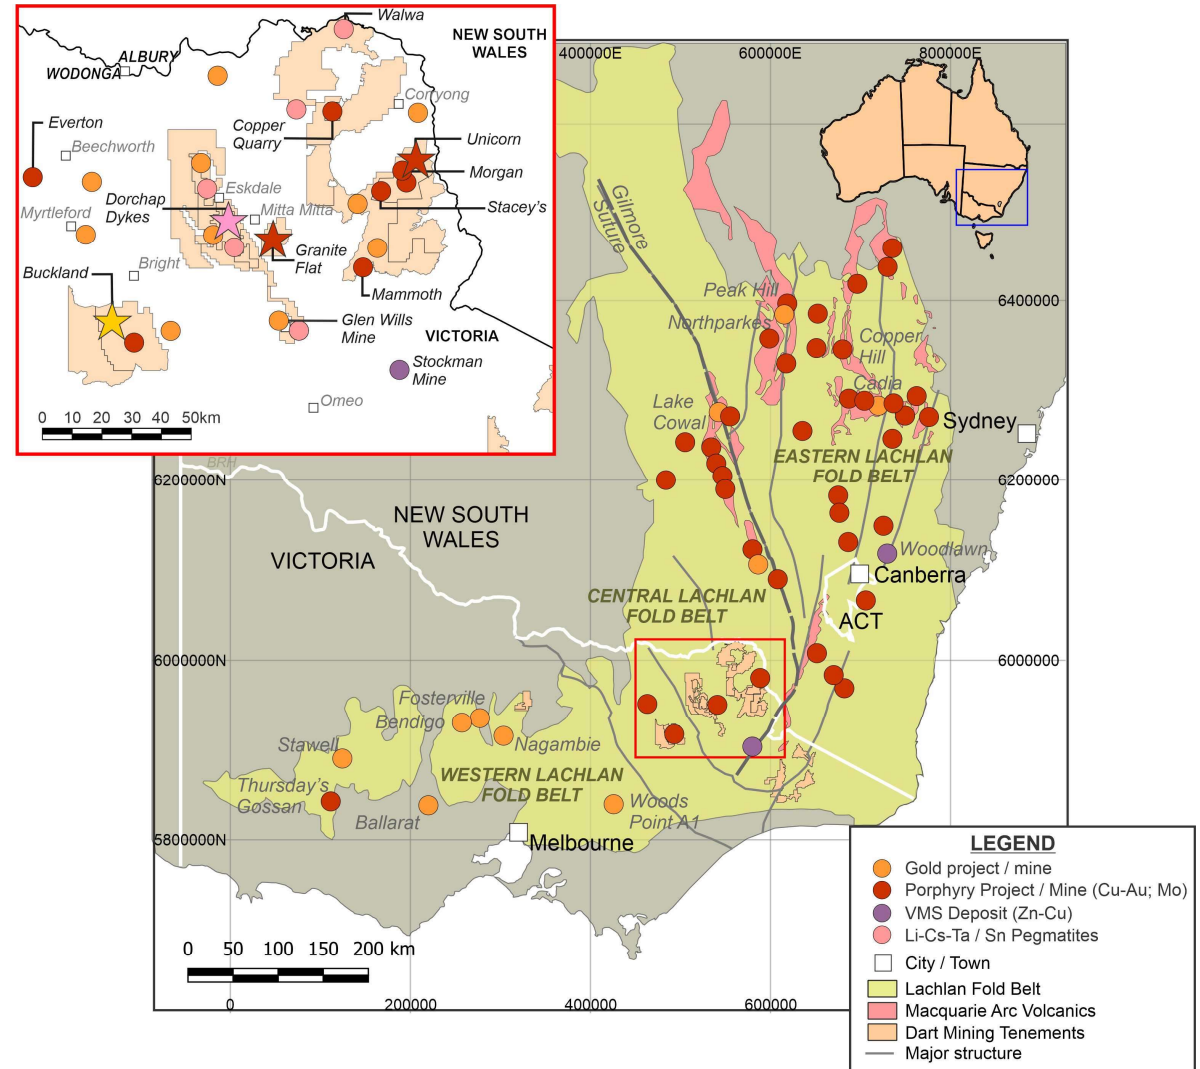 Walwa
NEW SOUTH
WALES
ALBURY
WODONGA
Corryong
Everton
Copper
Quarry
Unicorn
Beechworth
Morgan
Eskdale
Dorchap
Dykes
Mitta Mitta
Stacey's
Myrtleford
Granite
Flat
Bright
Buckland
Mammoth
Glen Wills
Mine
VICTORIA
Stockman
Mine
Omeo
0 10 20 30 40 50km
400000E
6000000E
8000000E
Gilmore
Suture
Peak Hill
6400000
Northparkes
Copper
Hill
Cadia
Lake
Cowal
Sydney
EASTERN LACHLAN
FOLD BELT
BRH
6200000N
6200000
NEW SOUTH
WALES
VICTORIA
Woodlawn
Canberra
CENTRAL LACHLAN
FOLD BELT
ACT
6000000N
6000000
Fosterville
Bendigo
Stawell
Nagambie
WESTERN LACHLAN
FOLD BELT
Thursday's
Gossan
Ballarat
Woods
Point A1
5800000N
Melbourne
0 50 100 150 200 km
0
200000
400000
600000
LEGEND
Gold project / mine
Porphyry Project / Mine (Cu-Au; Mo)
VMS Deposit (Zn-Cu)
Li-Cs-Ta / Sn Pegmatites
City / Town
Lachlan Fold Belt
Macquarie Arc Volcanics
Dart Mining Tenements
Major structure